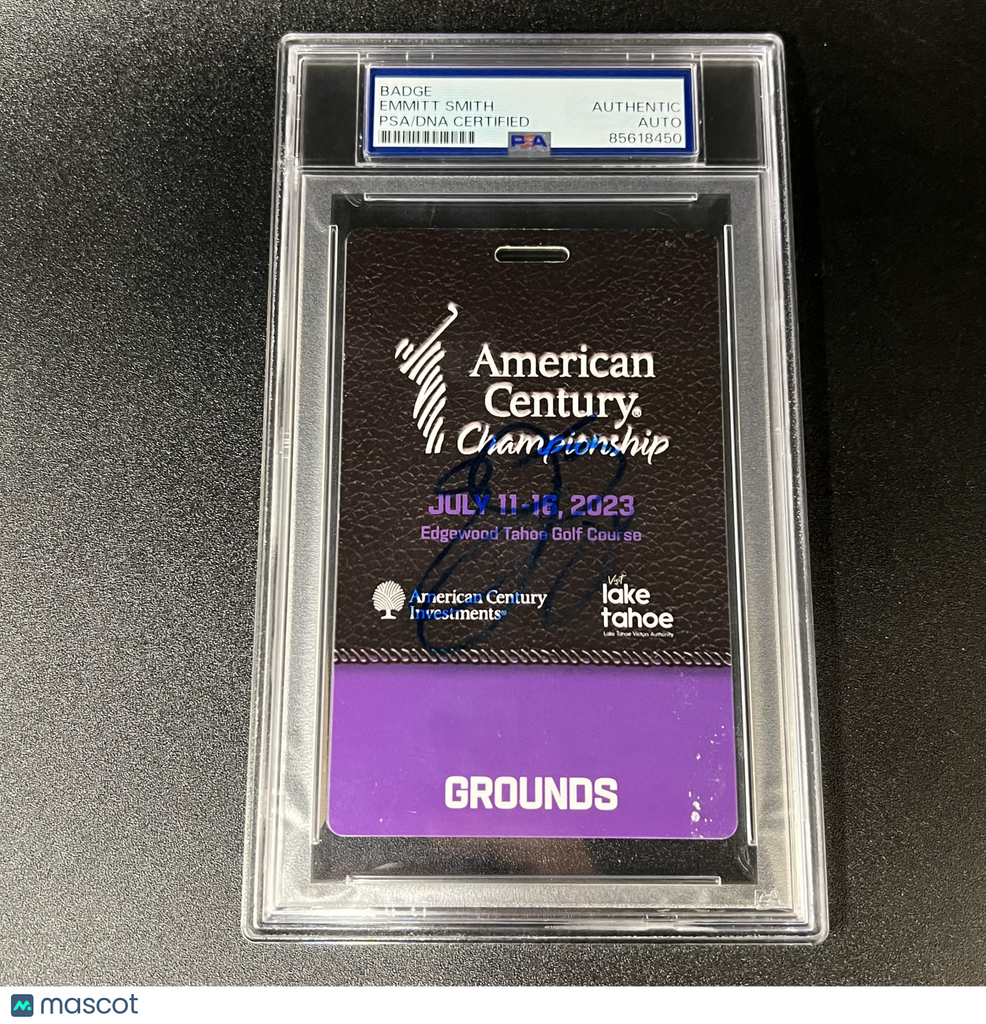 BADGE
EMMITT SMITH
PSA/DNA CERTIFIED
AUTHENTIC
AUTO
85618450
PSA
American
Century®
Championship
JULY 11-16, 2023
Edgewood Tahoe Golf Course
American Century
Investments®
Visit
lake
tahoe
Lake Tahoe Visitors Authority
GROUNDS
mascot